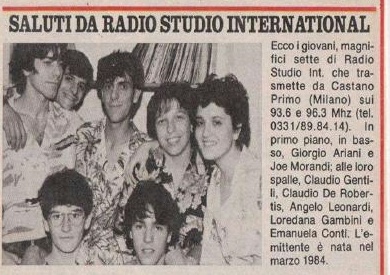 SALUTI DA RADIO STUDIO INTERNATIONAL
Ecco i giovani, magni-
fici sette di Radio
Studio Int. che tra-
smette da Castano
Primo (Milano) sui
93.6 e 96.3 Mhz (tel.
0331/89.84.14). In
primo piano, in bas-
so, Giorgio Ariani e
Joe Morandi; alle loro
spalle, Claudio Genti-
li, Claudio De Rober-
tis, Angelo Leonardi,
Loredana Gambini e
Emanuela Conti. L'e-
mittente è nata nel
marzo 1984.